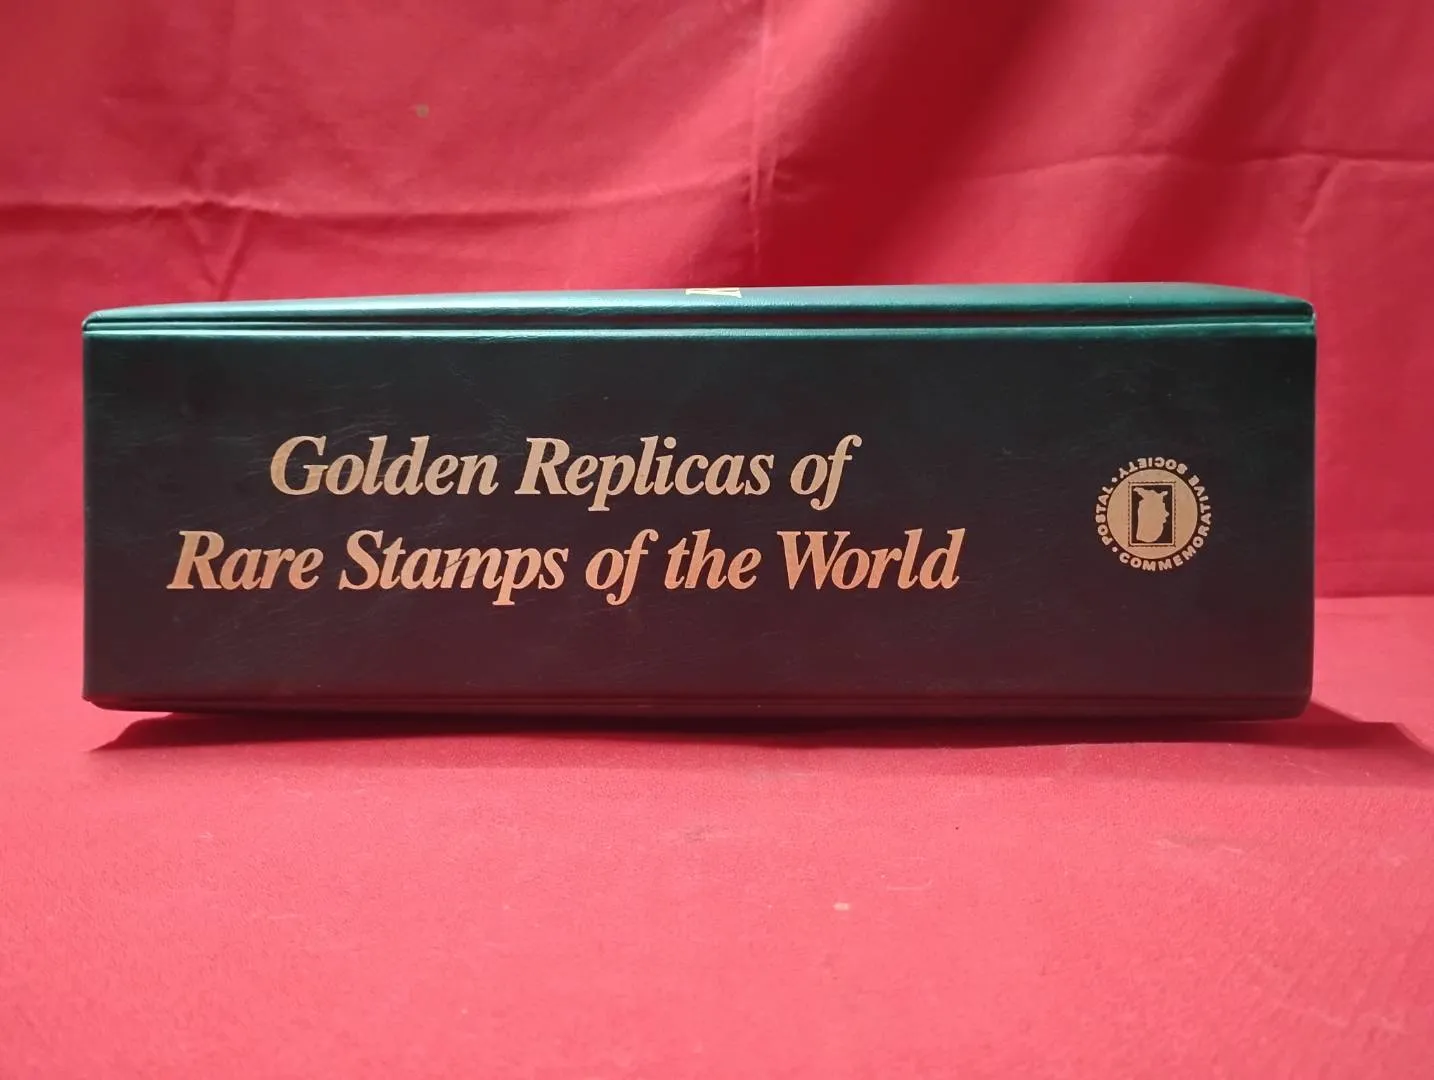 Golden Replicas of
Rare Stamps of the World
POSTAL • COMMEMORATIVE SOCIETY •